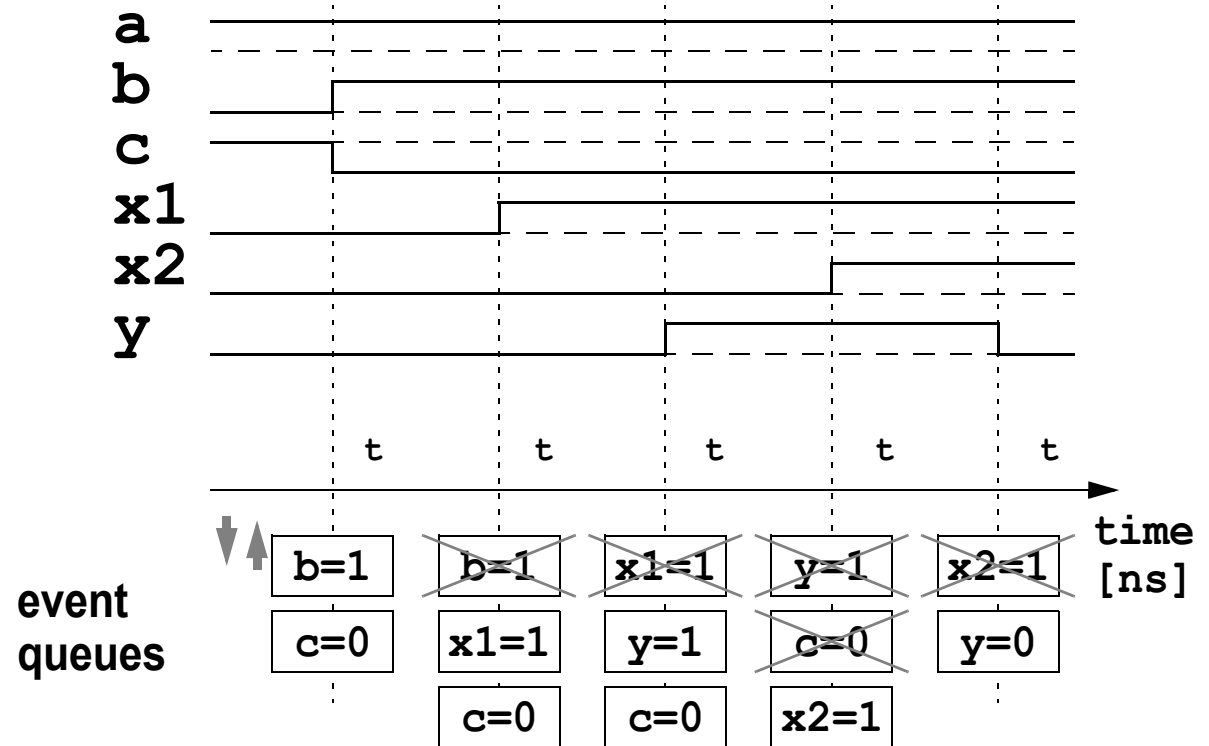 a
b
c
x1
x2
y
t t t t t
time
[ns]
event
queues
b=1 b=1 x1=1 y=1 x2=1
c=0 x1=1 y=1 c=0 y=0
c=0 c=0 x2=1